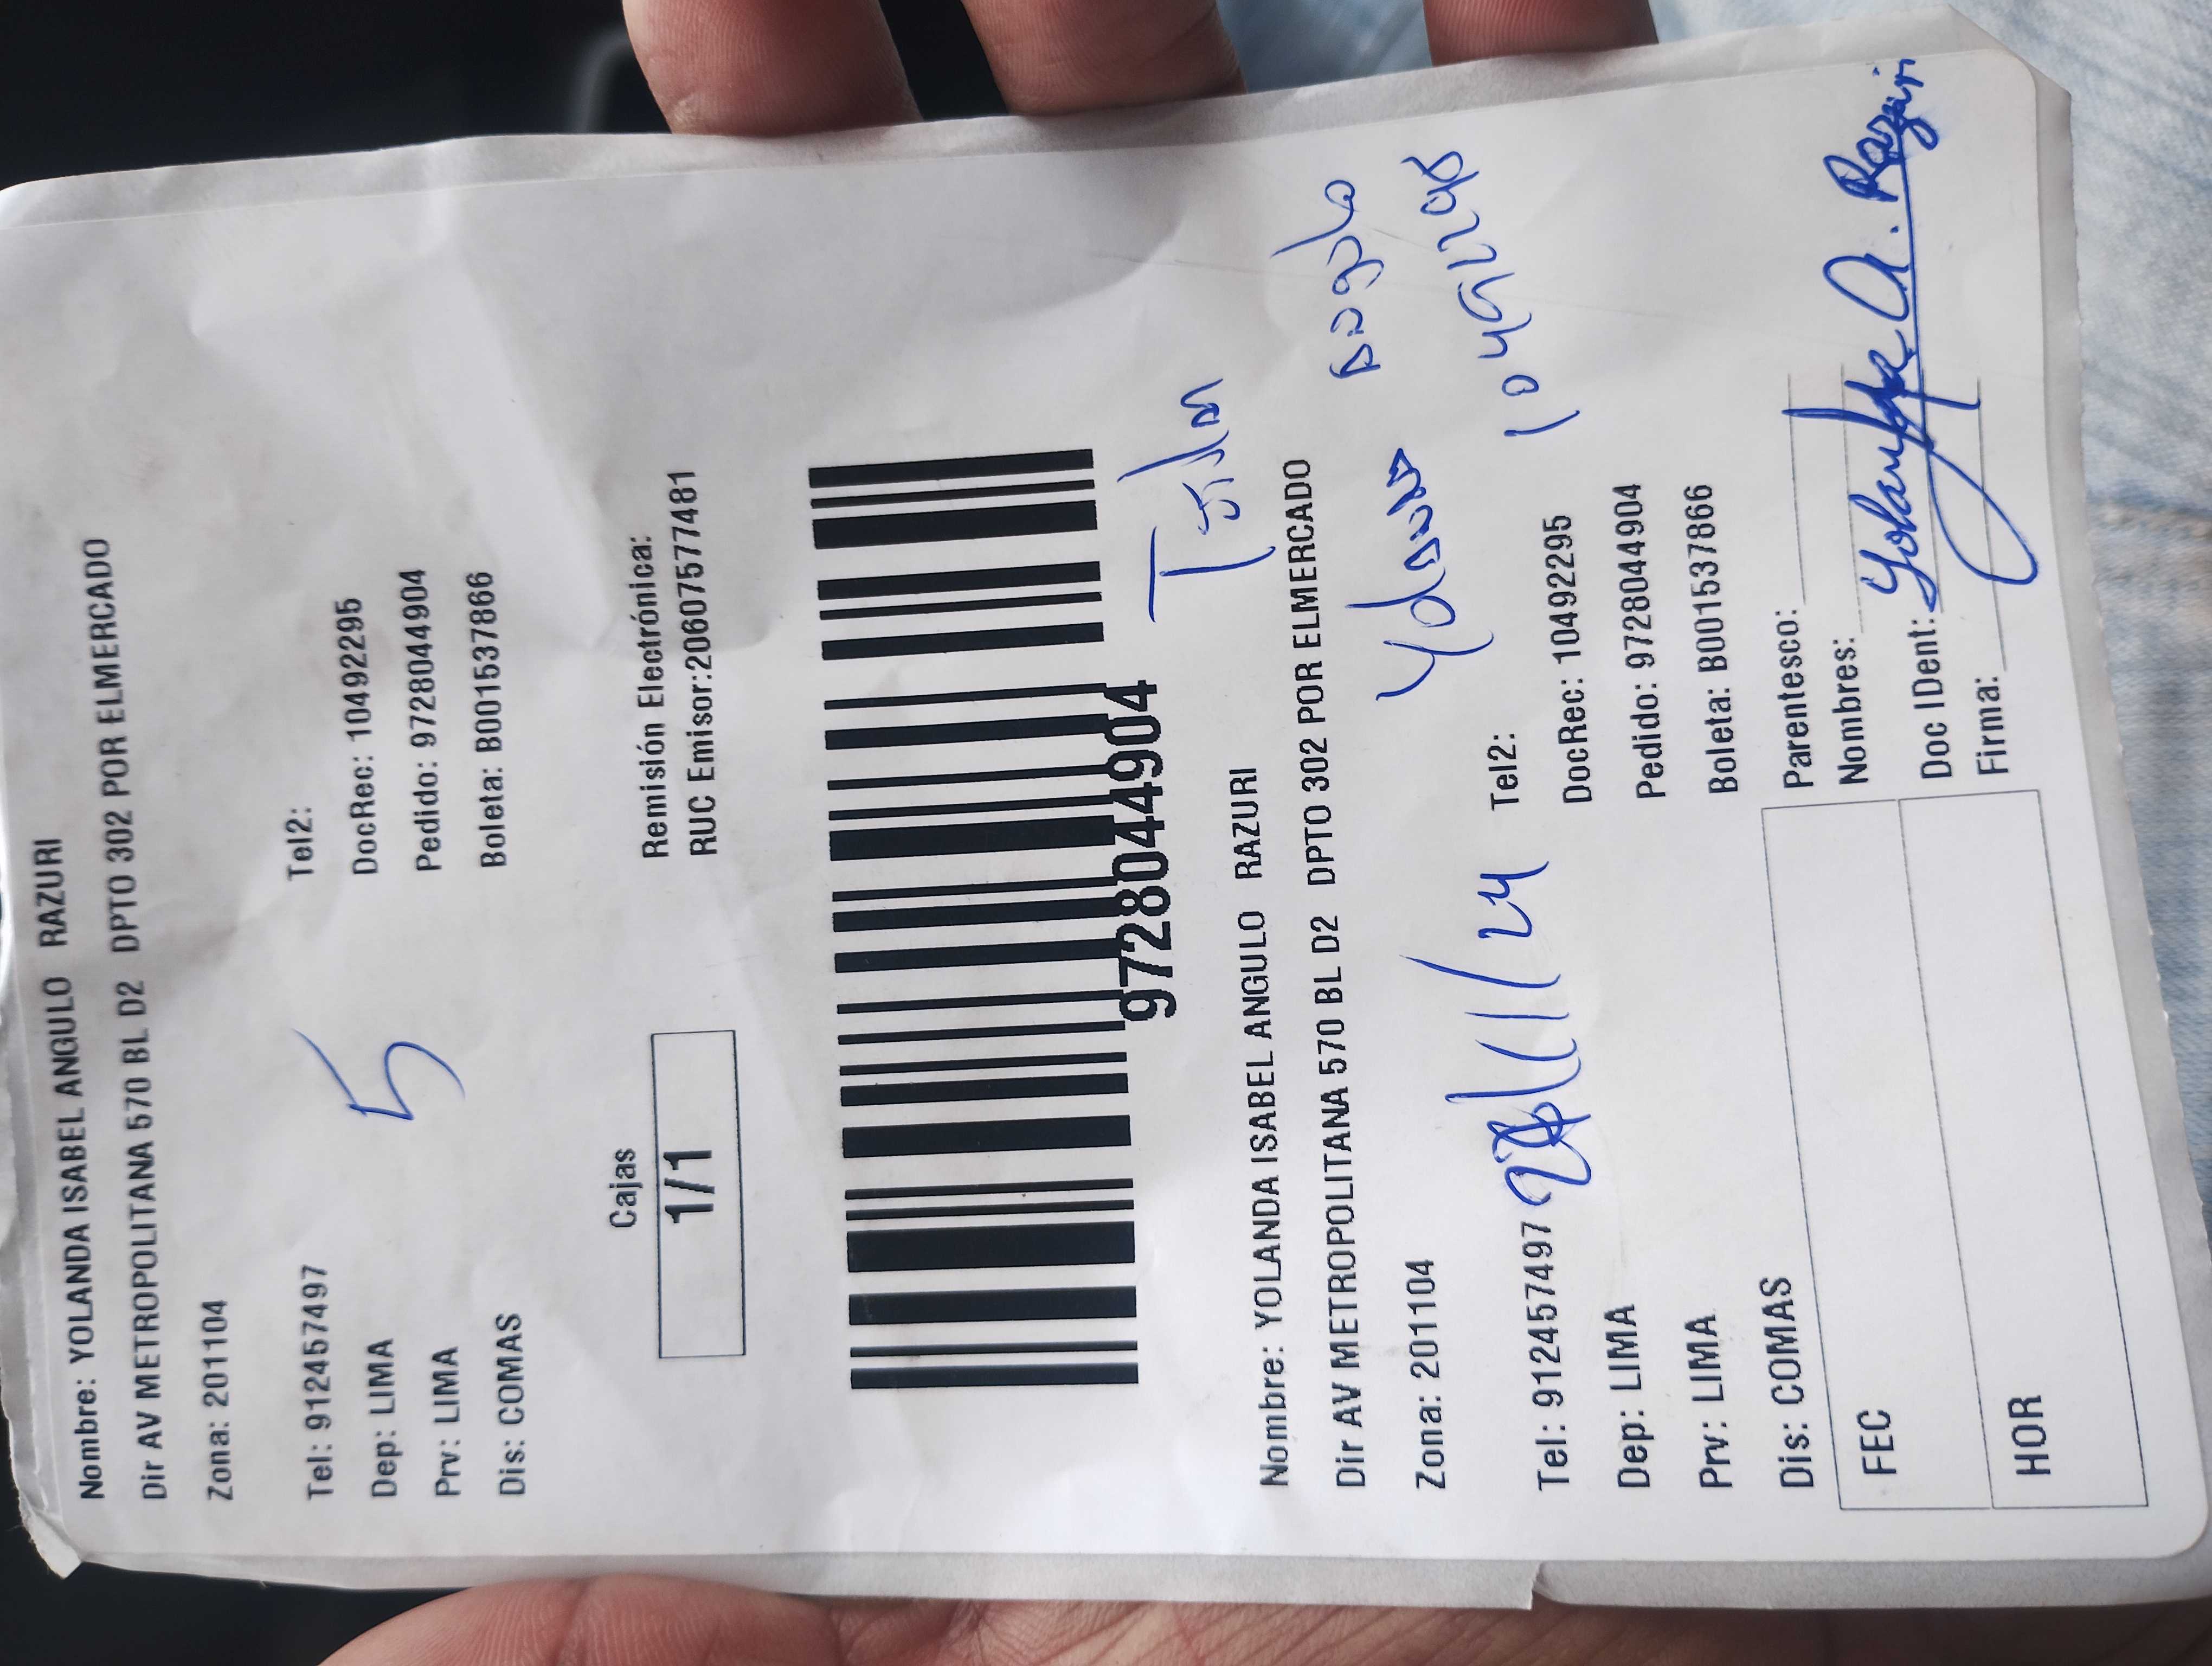 Nombre: YOLANDA ISABEL ANGULO RAZURI
Dir AV METROPOLITANA 570 BL D2 DPTO 302 POR ELMERCADO
Zona: 201104
Tel: 912457497 Tel2:
Dep: LIMA DocRec: 10492295
Prv: LIMA Pedido: 9728044904
Dis: COMAS Boleta: B001537866
5
Cajas
1/1
Remisión Electrónica:
RUC Emisor:20607577481
9728044904
Nombre: YOLANDA ISABEL ANGULO RAZURI
Dir AV METROPOLITANA 570 BL D2 DPTO 302 POR ELMERCADO
Zona: 201104
Yolanda Angulo
Tel: 912457497 Tel2:
Dep: LIMA DocRec: 10492295
Prv: LIMA Pedido: 9728044904
Dis: COMAS Boleta: B001537866
FEC
HOR
Parentesco:
Nombres:
Doc IDent:
Firma:
Yolanda A. Razuri